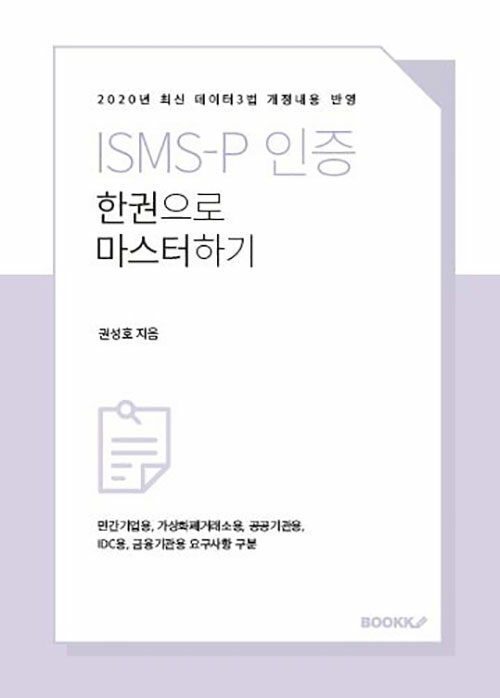 2020년 최신 데이터3법 개정내용 반영
ISMS-P 인증
한권으로
마스터하기
권성호 지음
민간기업용, 가상화폐거래소용, 공공기관용,
IDC용, 금융기관용 요구사항 구분
BOOKK